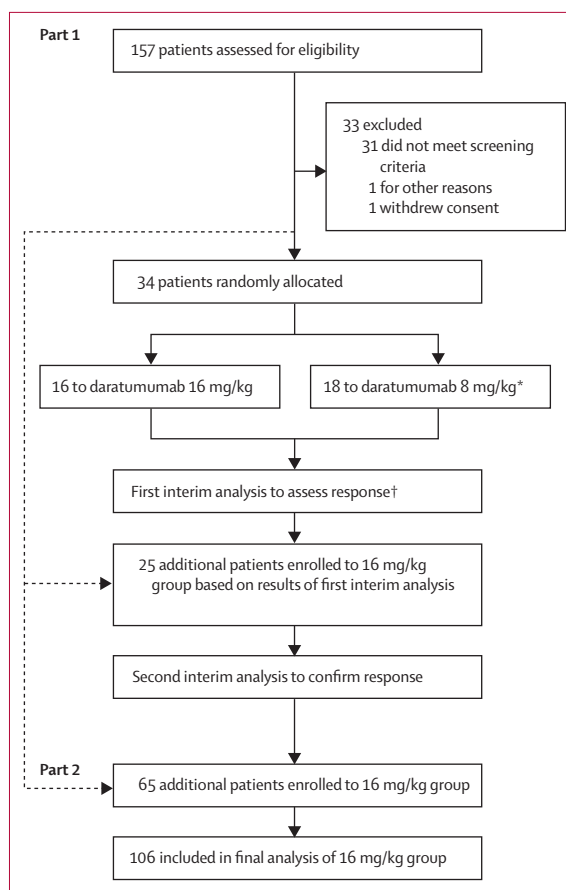 Part 1
157 patients assessed for eligibility
33 excluded
31 did not meet screening
criteria
1 for other reasons
1 withdrew consent
34 patients randomly allocated
16 to daratumumab 16 mg/kg
18 to daratumumab 8 mg/kg*
First interim analysis to assess response†
25 additional patients enrolled to 16 mg/kg
group based on results of first interim analysis
Second interim analysis to confirm response
Part 2
65 additional patients enrolled to 16 mg/kg group
106 included in final analysis of 16 mg/kg group